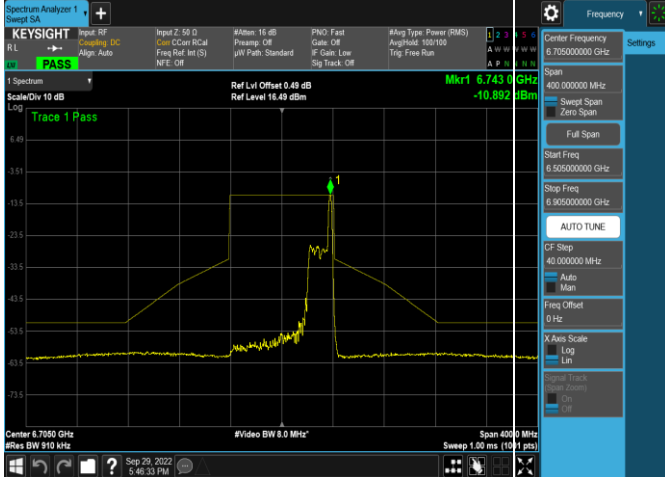 Spectrum Analyzer 1
Swept SA
KEYSIGHT
RL
LV
PASS
Input: RF
Coupling: DC
Align: Auto
Input Z: 50 Ω
Corr CCorr RCal
Freq Ref: Int (S)
NFE: Off
#Atten: 16 dB
Preamp: Off
µW Path: Standard
PNO: Fast
Gate: Off
IF Gain: Low
Sig Track: Off
#Avg Type: Power (RMS)
Avg|Hold: 100/100
Trig: Free Run
1 2 3 4 5 6
A W W W W W
A P N N N N
1 Spectrum
Scale/Div 10 dB
Log
Ref Lvl Offset 0.49 dB
Ref Level 16.49 dBm
Mkr1 6.743 0 GHz
-10.892 dBm
Trace 1 Pass
1
6.49
-3.51
-13.5
-23.5
-33.5
-43.5
-53.5
-63.5
-73.5
Center 6.7050 GHz
#Res BW 910 kHz
#Video BW 8.0 MHz*
Span 400.0 MHz
Sweep 1.00 ms (1001 pts)
Sep 29, 2022
5:46:33 PM
Frequency
Settings
Center Frequency
6.705000000 GHz
Span
400.000000 MHz
Swept Span
Zero Span
Full Span
Start Freq
6.505000000 GHz
Stop Freq
6.905000000 GHz
AUTO TUNE
CF Step
40.000000 MHz
Auto
Man
Freq Offset
0 Hz
X Axis Scale
Log
Lin
Signal Track
(Span Zoom)
On
Off